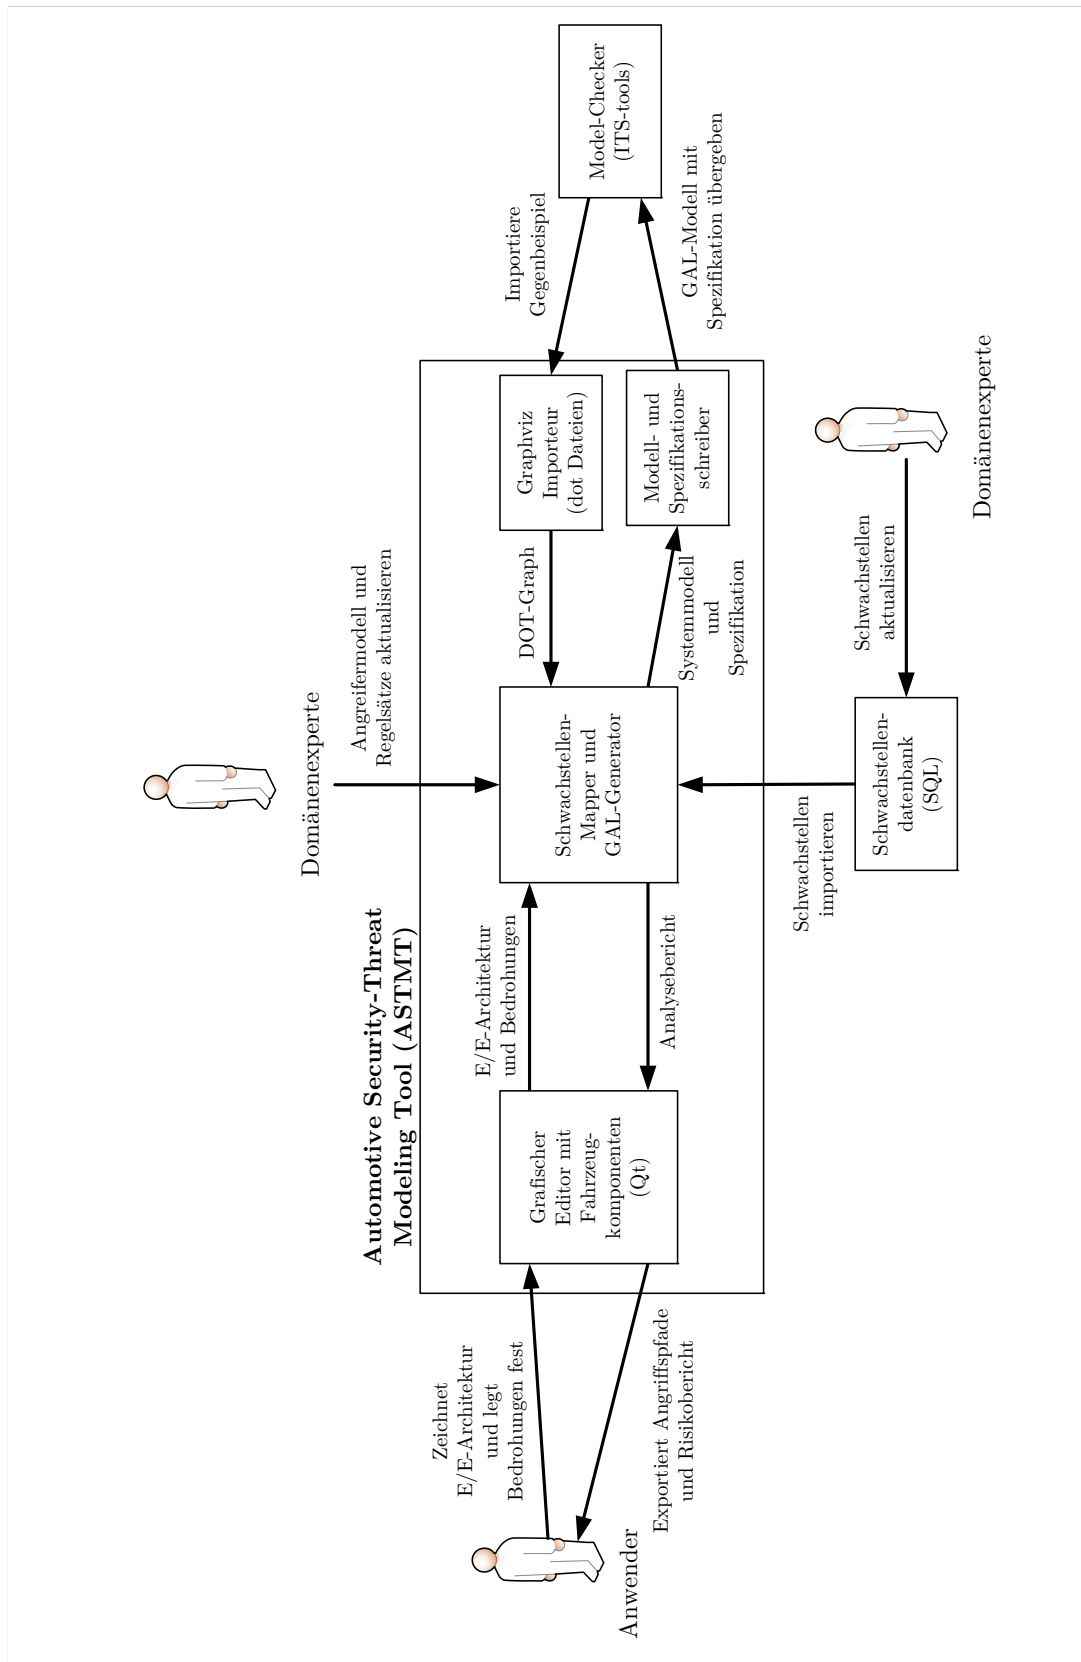 Domänenexperte
Angreifermodell und
Regelsätze aktualisieren
Automotive Security-Threat
Modeling Tool (ASTMT)
Anwender
Zeichnet
E/E-Architektur
und legt
Bedrohungen fest
Exportiert Angriffspfade
und Risikobericht
Grafischer
Editor mit
Fahrzeug-
komponenten
(Qt)
E/E-Architektur
und Bedrohungen
Analysebericht
Schwachstellen-
Mapper und
GAL-Generator
DOT-Graph
Systemmodell
und
Spezifikation
Graphviz
Importeur
(dot Dateien)
Modell- und
Spezifikations-
schreiber
Importiere
Gegenbeispiel
GAL-Modell mit
Spezifikation übergeben
Model-Checker
(ITS-tools)
Schwachstellen
importieren
Schwachstellen-
datenbank
(SQL)
Schwachstellen
aktualisieren
Domänenexperte